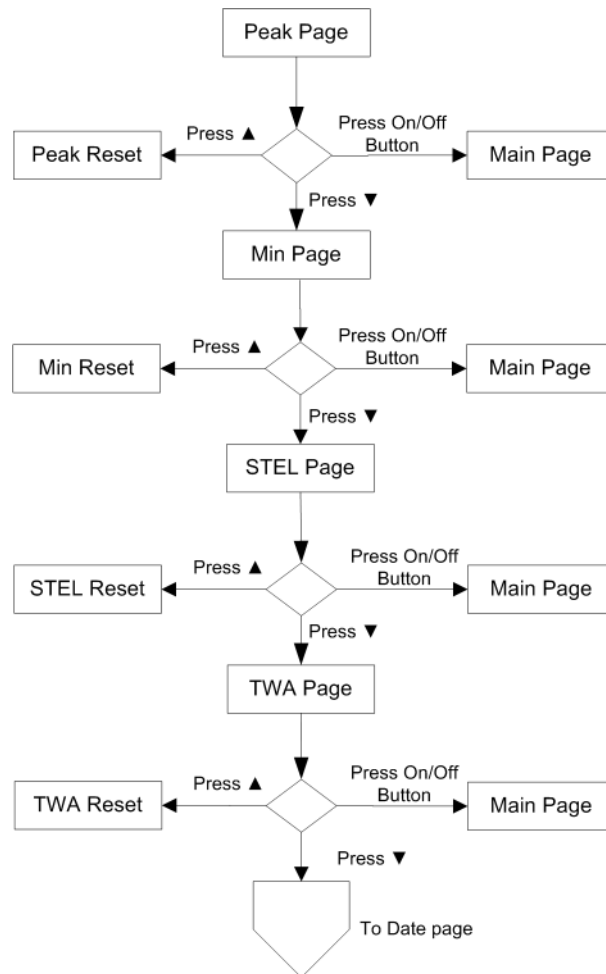 Peak Page
Press ▲
Press On/Off
Button
Peak Reset
Main Page
Press ▼
Min Page
Press ▲
Press On/Off
Button
Min Reset
Main Page
Press ▼
STEL Page
Press ▲
Press On/Off
Button
STEL Reset
Main Page
Press ▼
TWA Page
Press ▲
Press On/Off
Button
TWA Reset
Main Page
Press ▼
To Date page